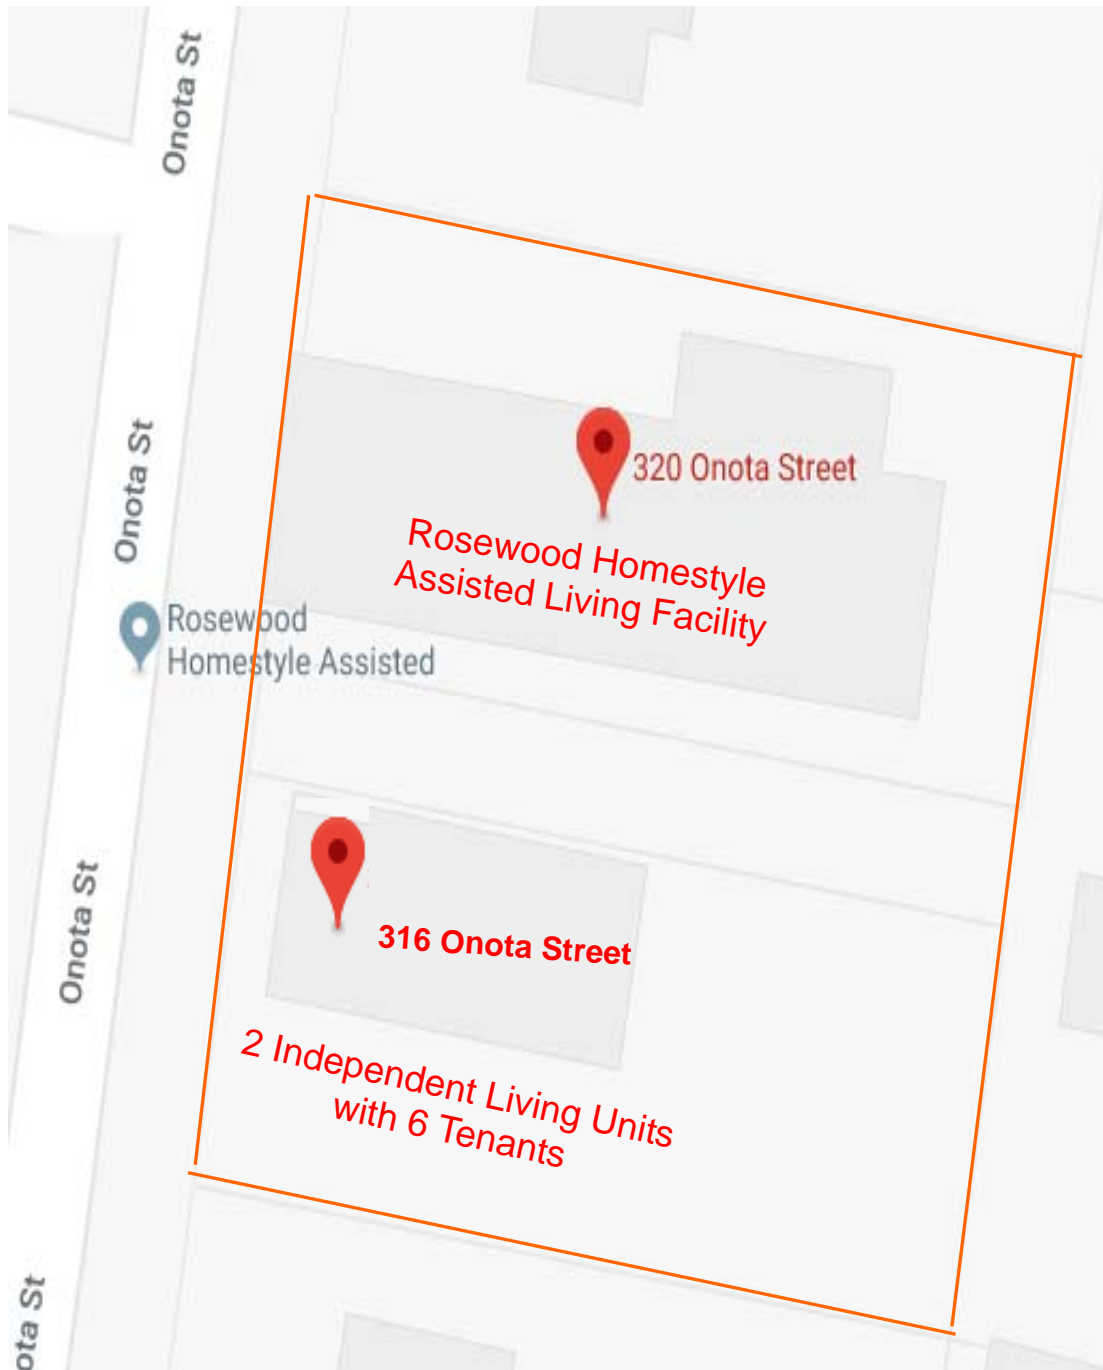 Onota St
320 Onota Street
Onota St
Rosewood Homestyle
Assisted Living Facility
Rosewood
Homestyle Assisted
316 Onota Street
Onota St
2 Independent Living Units
with 6 Tenants
ota St